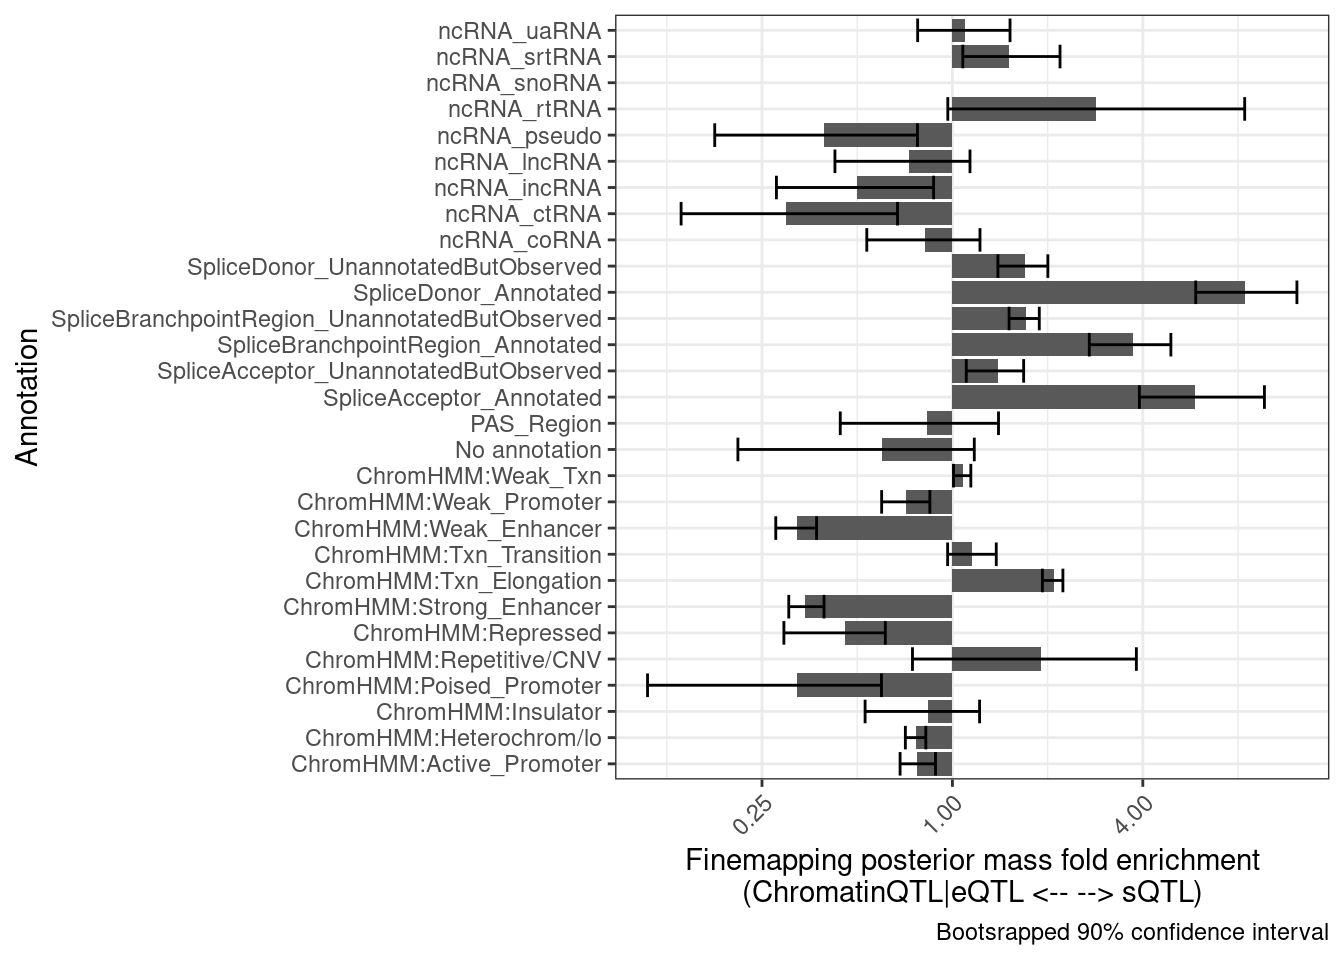 ncRNA_uaRNA
ncRNA_srtRNA
ncRNA_snoRNA
ncRNA_rtRNA
ncRNA_pseudo
ncRNA_lncRNA
ncRNA_incRNA
ncRNA_ctRNA
ncRNA_coRNA
SpliceDonor_UnannotatedButObserved
SpliceDonor_Annotated
SpliceBranchpointRegion_UnannotatedButObserved
SpliceBranchpointRegion_Annotated
SpliceAcceptor_UnannotatedButObserved
SpliceAcceptor_Annotated
PAS_Region
No annotation
ChromHMM:Weak_Txn
ChromHMM:Weak_Promoter
ChromHMM:Weak_Enhancer
ChromHMM:Txn_Transition
ChromHMM:Txn_Elongation
ChromHMM:Strong_Enhancer
ChromHMM:Repressed
ChromHMM:Repetitive/CNV
ChromHMM:Poised_Promoter
ChromHMM:Insulator
ChromHMM:Heterochrom/lo
ChromHMM:Active_Promoter
Annotation
0.25 1.00 4.00
Finemapping posterior mass fold enrichment
(ChromatinQTL|eQTL <-- --> sQTL)
Bootsrapped 90% confidence interval